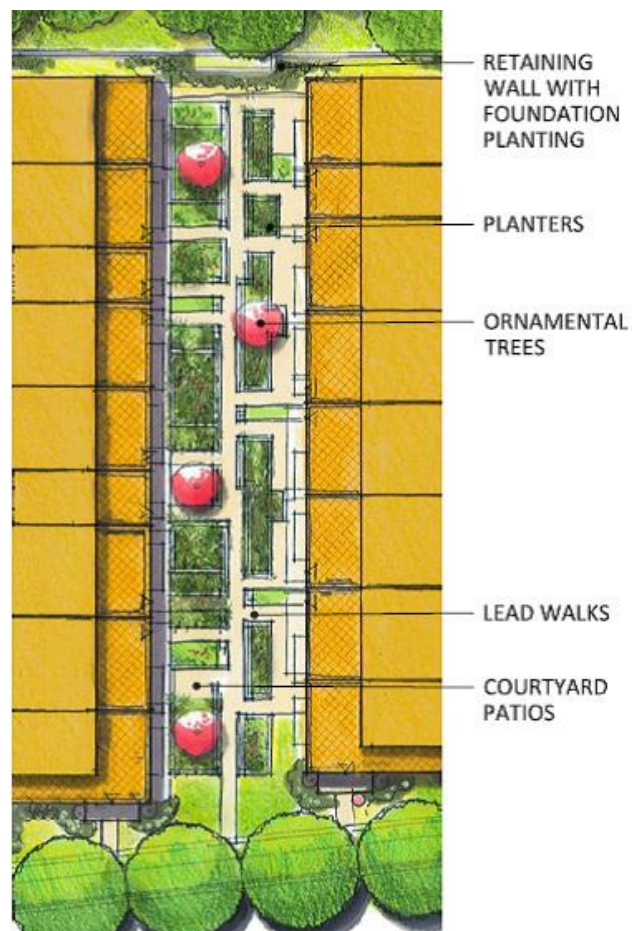 RETAINING
WALL WITH
FOUNDATION
PLANTING
PLANTERS
ORNAMENTAL
TREES
LEAD WALKS
COURTYARD
PATIOS